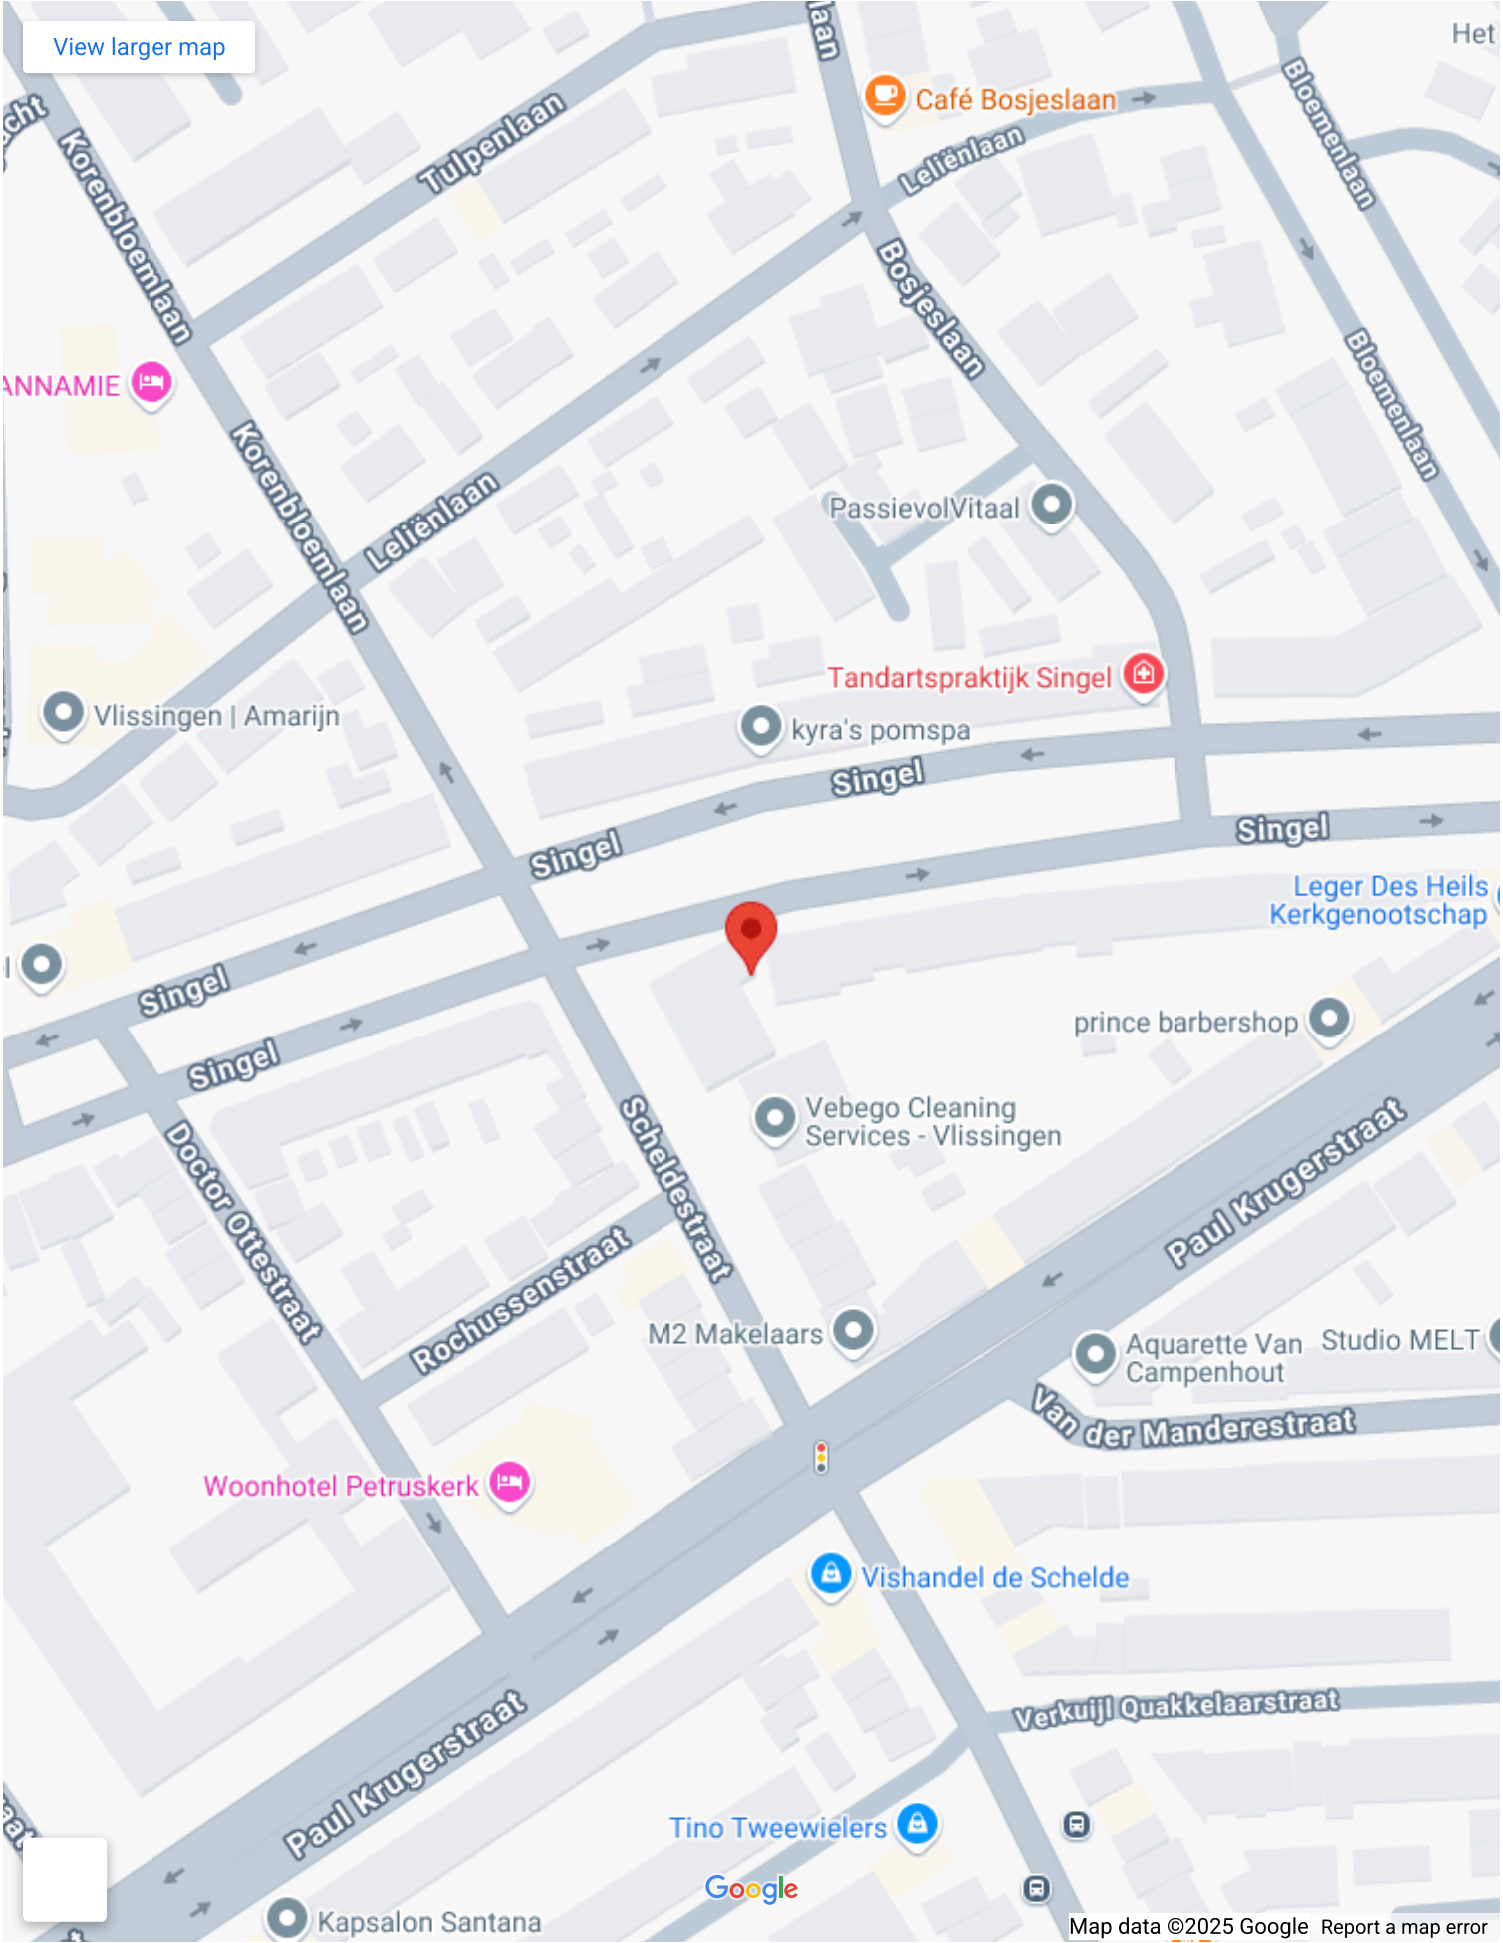 View larger map
Het
laan
Café Bosjeslaan
Bloemenlaan
Tulpenlaan
Leliënlaan
Korenbloemlaan
Bosjeslaan
ANNAMIE
Bloemenlaan
Korenbloemlaan
Leliënlaan
PassievolVitaal
Tandartspraktijk Singel
Vlissingen | Amarijn
kyra's pomspa
Singel
Singel
Singel
Leger Des Heils
Kerkgenootschap
Singel
prince barbershop
Singel
Vebego Cleaning
Services - Vlissingen
Scheldestraat
Doctor Ottestraat
Paul Krugerstraat
Rochussenstraat
M2 Makelaars
Aquarette Van
Campenhout
Studio MELT
Van der Manderestraat
Woonhotel Petruskerk
Vishandel de Schelde
Verkuijl Quakkelaarstraat
Paul Krugerstraat
Tino Tweewielers
Google
Kapsalon Santana
Map data ©2025 Google
Report a map error